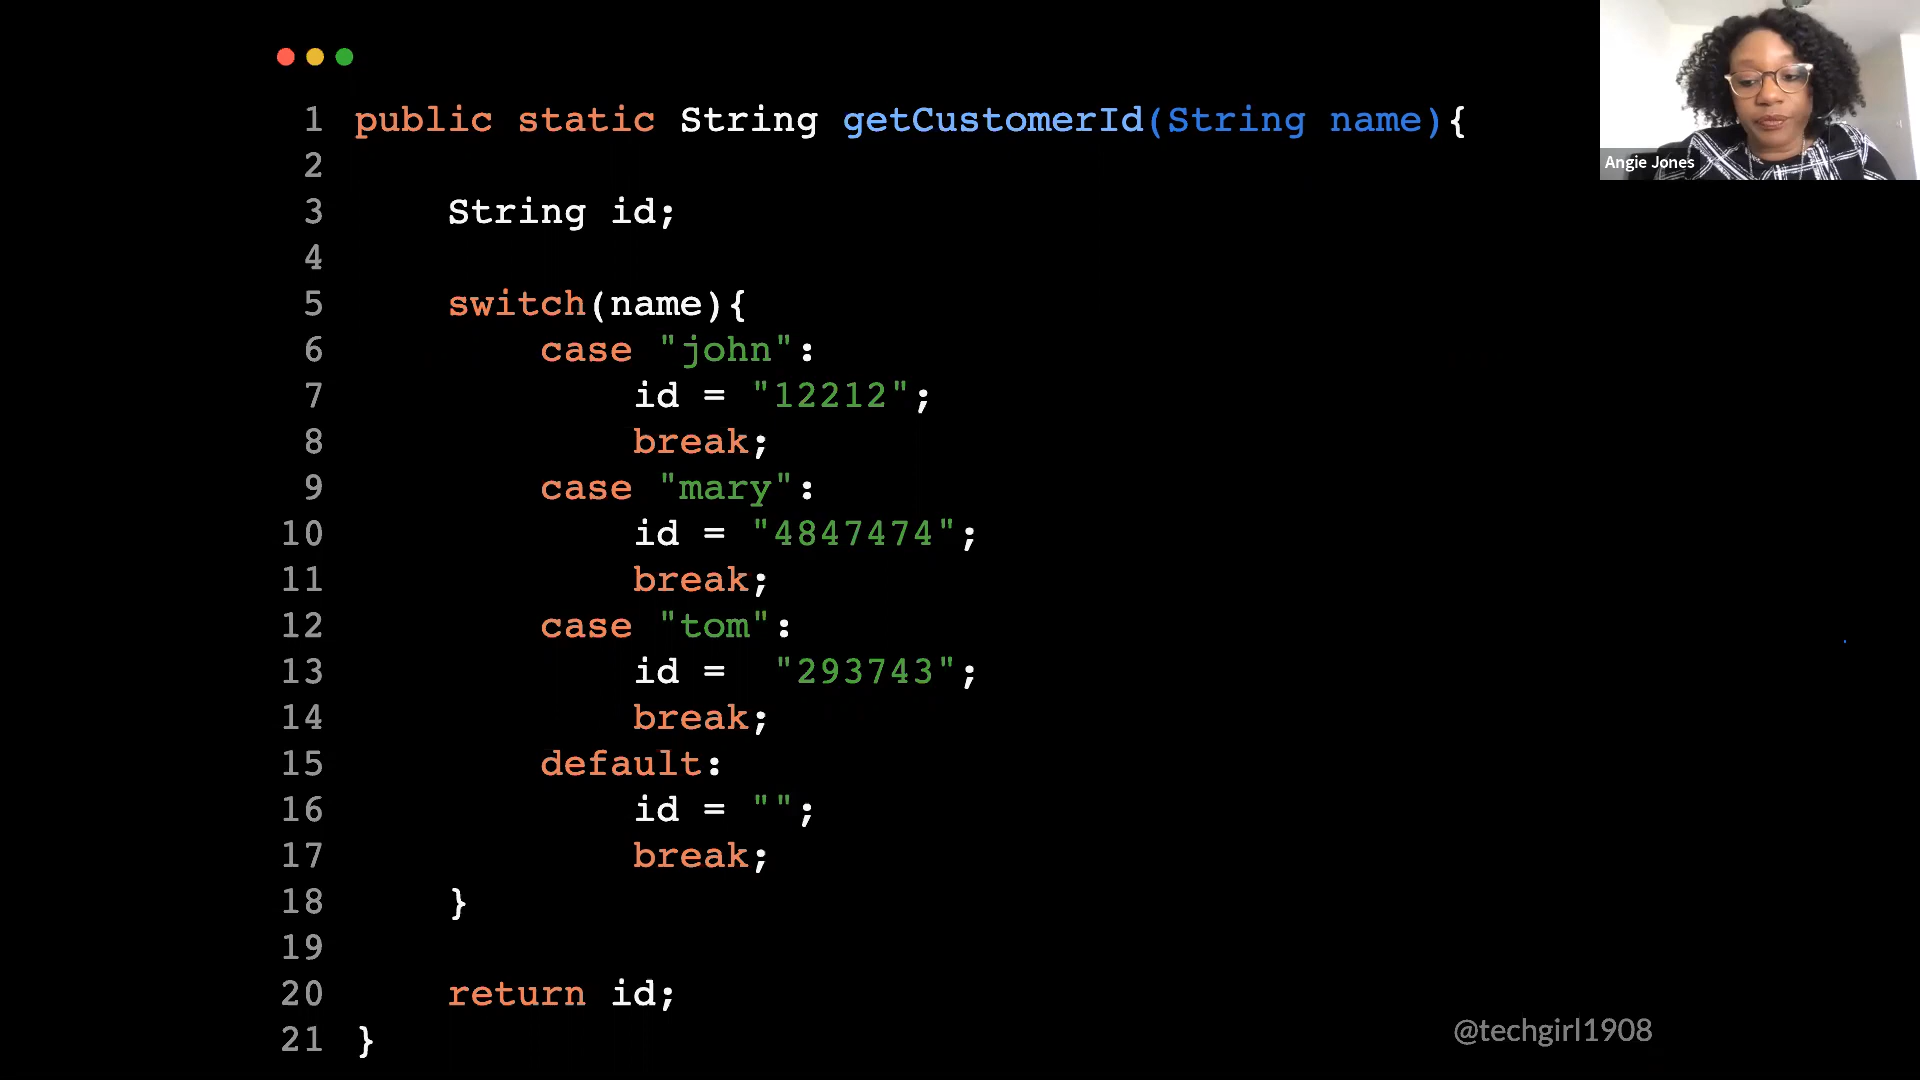 1 public static String getCustomerId(String name){
2
3     String id;
4
5     switch(name){
6         case "john":
7             id = "12212";
8             break;
9         case "mary":
10             id = "4847474";
11             break;
12         case "tom":
13             id =  "293743";
14             break;
15         default:
16             id = "";
17             break;
18     }
19
20     return id;
21 }
Angie Jones
@techgirl1908